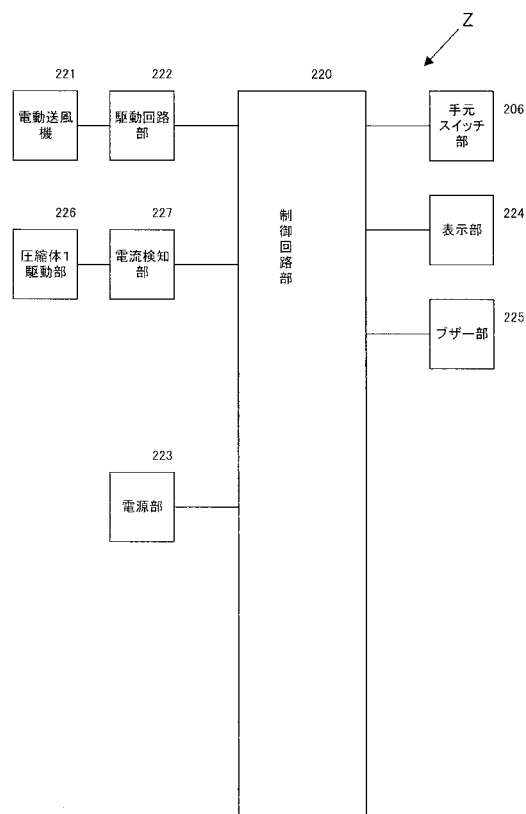 Z
221
222
220
電動送風
機
駆動回路
部
手元
スイッチ
部
206
226
227
制御回路部
圧縮体1
駆動部
電流検知
部
表示部
224
ブザー部
225
223
電源部